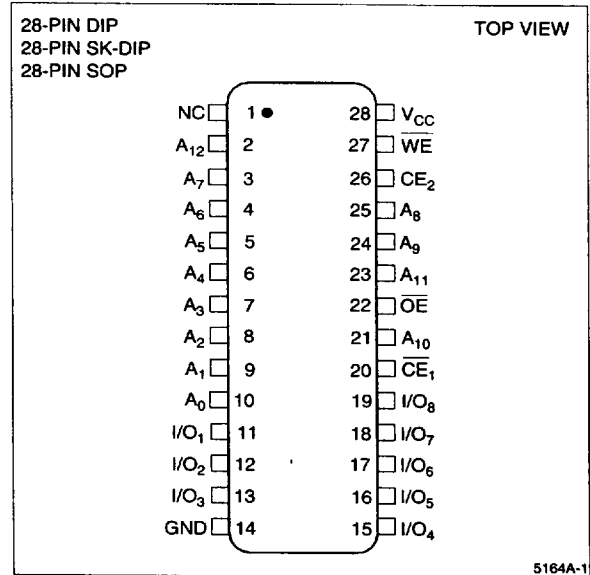 28-PIN DIP
28-PIN SK-DIP
28-PIN SOP
TOP VIEW
NC 1 28 VCC
A12 2 27 W̅E̅
A7 3 26 CE2
A6 4 25 A8
A5 5 24 A9
A4 6 23 A11
A3 7 22 O̅E̅
A2 8 21 A10
A1 9 20 C̅E̅1
A0 10 19 I/O8
I/O1 11 18 I/O7
I/O2 12 17 I/O6
I/O3 13 16 I/O5
GND 14 15 I/O4
5164A-1